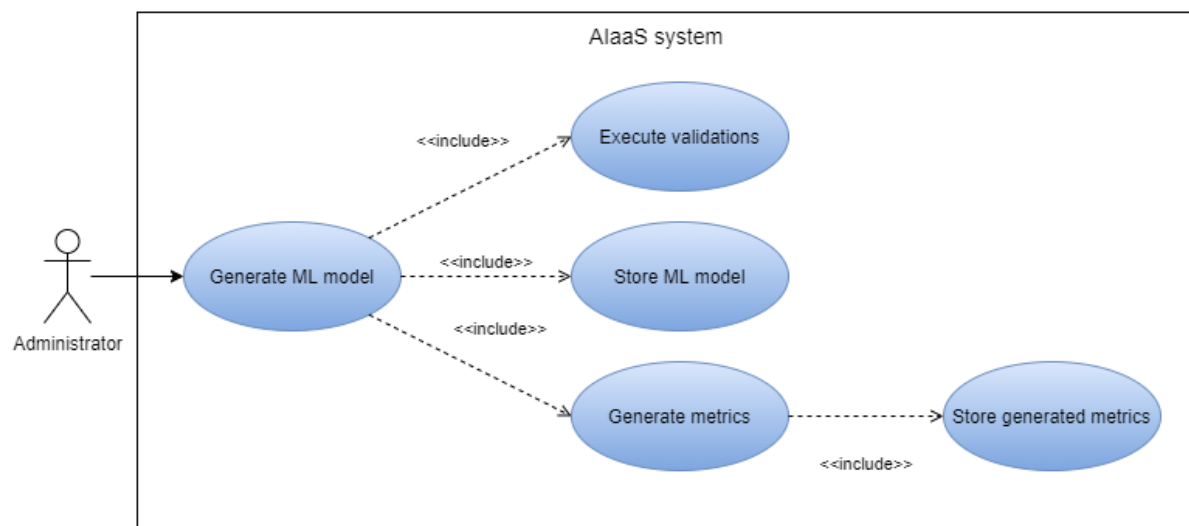 AIaaS system
<<include>>
Execute validations
Generate ML model
<<include>>
Store ML model
Administrator
<<include>>
Generate metrics
<<include>>
Store generated metrics